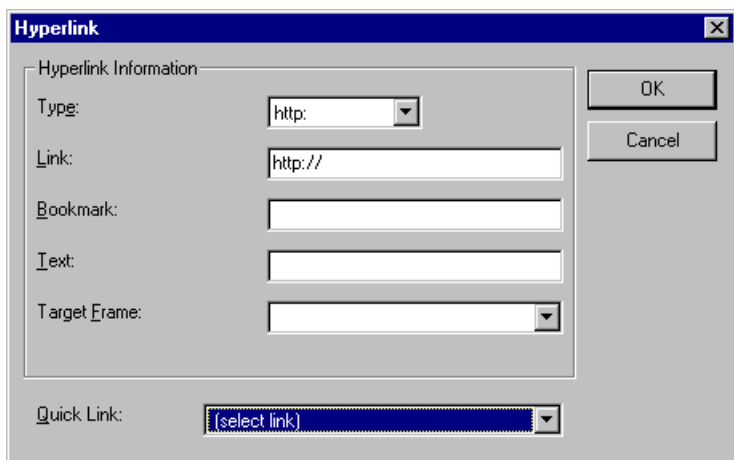 Hyperlink
Hyperlink Information
Type: http:
OK
Link: http://
Cancel
Bookmark:
Text:
Target Frame:
Quick Link: (select link)